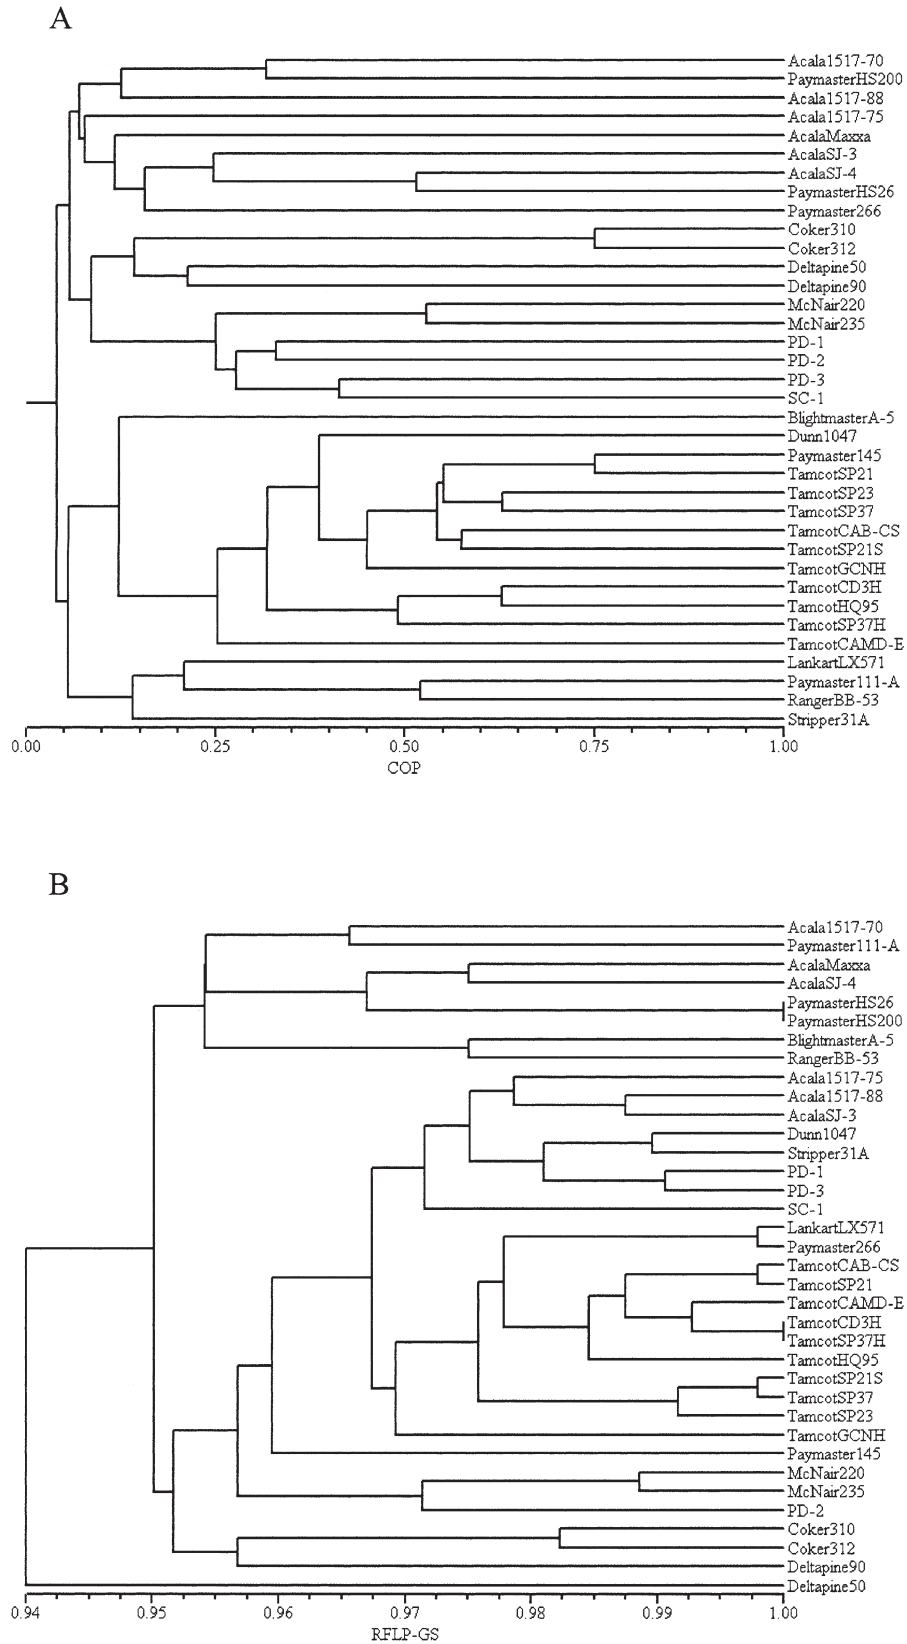 A
Acala1517-70
PaymasterHS200
Acala1517-88
Acala1517-75
AcalaMaxxa
AcalaSJ-3
AcalaSJ-4
PaymasterHS26
Paymaster266
Coker310
Coker312
Deltapine50
Deltapine90
McNair220
McNair235
PD-1
PD-2
PD-3
SC-1
BlightmasterA-5
Dunn1047
Paymaster145
TamcotSP21
TamcotSP23
TamcotSP37
TamcotCAB-CS
TamcotSP21S
TamcotGCNH
TamcotCD3H
TamcotHQ95
TamcotSP37H
TamcotCAMD-E
LankartLX571
Paymaster111-A
RangerBB-53
Stripper31A
0.00 0.25 0.50 0.75 1.00
COP
B
Acala1517-70
Paymaster111-A
AcalaMaxxa
AcalaSJ-4
PaymasterHS26
PaymasterHS200
BlightmasterA-5
RangerBB-53
Acala1517-75
Acala1517-88
AcalaSJ-3
Dunn1047
Stripper31A
PD-1
PD-3
SC-1
LankartLX571
Paymaster266
TamcotCAB-CS
TamcotSP21
TamcotCAMD-E
TamcotCD3H
TamcotSP37H
TamcotHQ95
TamcotSP21S
TamcotSP37
TamcotSP23
TamcotGCNH
Paymaster145
McNair220
McNair235
PD-2
Coker310
Coker312
Deltapine90
Deltapine50
0.94 0.95 0.96 0.97 0.98 0.99 1.00
RFLP-GS